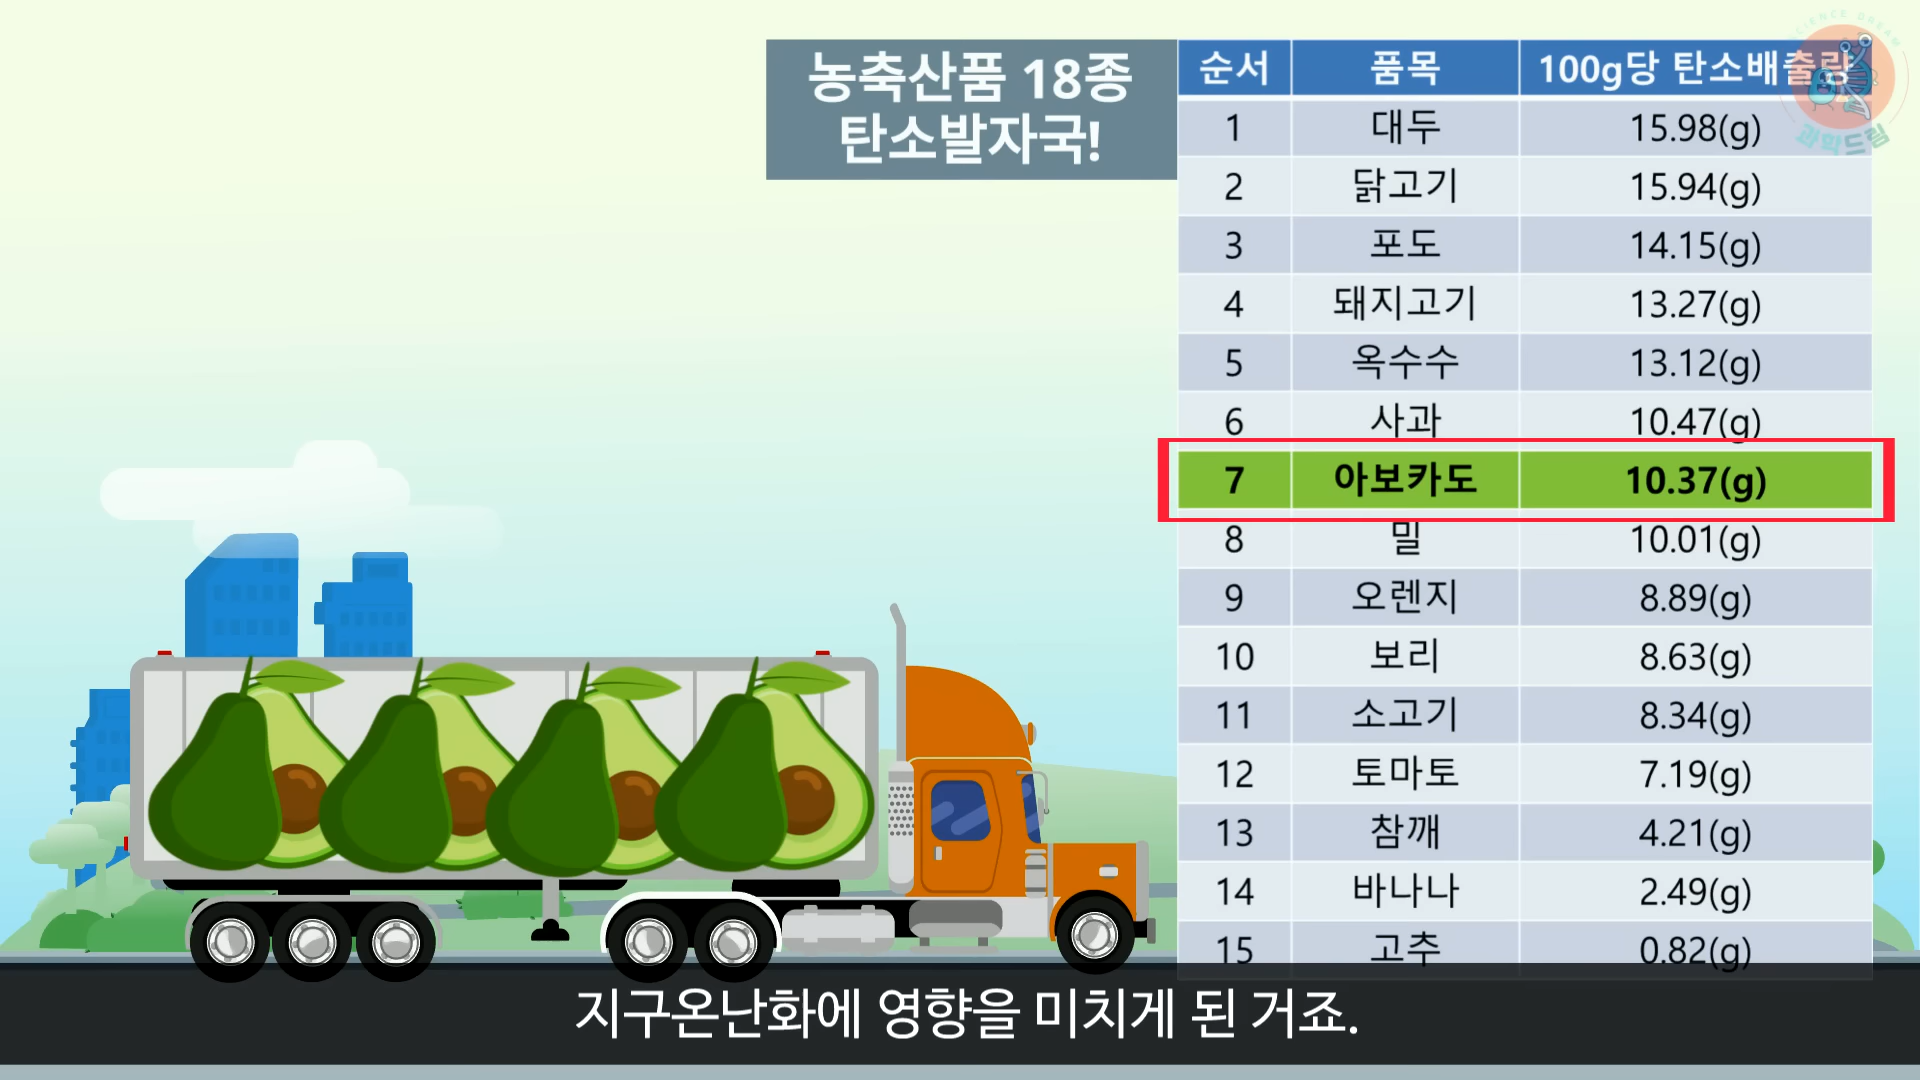 농축산품 18종
탄소발자국!
순서 품목 100g당 탄소배출량
1 대두 15.98(g)
2 닭고기 15.94(g)
3 포도 14.15(g)
4 돼지고기 13.27(g)
5 옥수수 13.12(g)
6 사과 10.47(g)
7 아보카도 10.37(g)
8 밀 10.01(g)
9 오렌지 8.89(g)
10 보리 8.63(g)
11 소고기 8.34(g)
12 토마토 7.19(g)
13 참깨 4.21(g)
14 바나나 2.49(g)
15 고추 0.82(g)
SCIENCE DREAM
과학드림
지구온난화에 영향을 미치게 된 거죠.